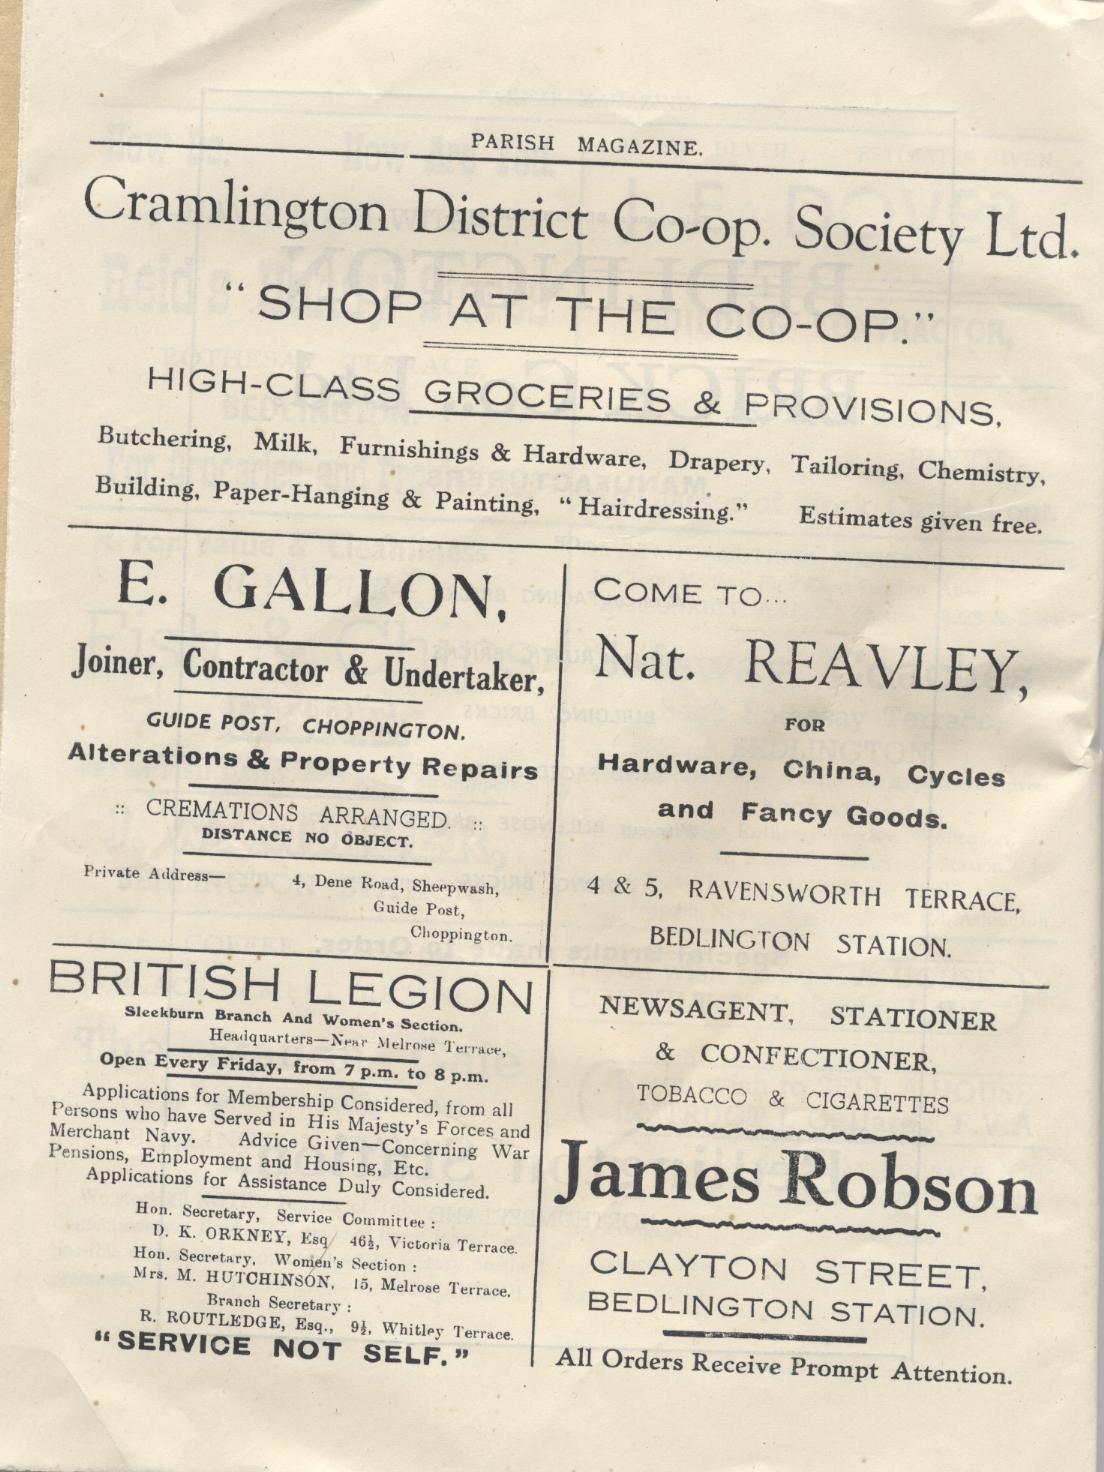 PARISH MAGAZINE.
Cramlington District Co-op. Society Ltd.
"SHOP AT THE CO-OP."
HIGH-CLASS GROCERIES & PROVISIONS,
Butchering, Milk, Furnishings & Hardware, Drapery, Tailoring, Chemistry,
Building, Paper-Hanging & Painting, "Hairdressing." Estimates given free.
E. GALLON,
Joiner, Contractor & Undertaker,
GUIDE POST, CHOPPINGTON.
Alterations & Property Repairs
:: CREMATIONS ARRANGED. ::
DISTANCE NO OBJECT.
Private Address— 4, Dene Road, Sheepwash,
Guide Post,
Choppington.
COME TO...
Nat. REAVLEY,
FOR
Hardware, China, Cycles
and Fancy Goods.
4 & 5, RAVENSWORTH TERRACE,
BEDLINGTON STATION.
BRITISH LEGION
Sleekburn Branch And Women's Section.
Headquarters—Near Melrose Terrace,
Open Every Friday, from 7 p.m. to 8 p.m.
Applications for Membership Considered, from all
Persons who have Served in His Majesty's Forces and
Merchant Navy. Advice Given—Concerning War
Pensions, Employment and Housing, Etc.
Applications for Assistance Duly Considered.
Hon. Secretary, Service Committee :
D. K. ORKNEY, Esq 46½, Victoria Terrace.
Hon. Secretary, Women's Section :
Mrs. M. HUTCHINSON, 15, Melrose Terrace.
Branch Secretary :
R. ROUTLEDGE, Esq., 9½, Whitley Terrace.
"SERVICE NOT SELF."
NEWSAGENT, STATIONER
& CONFECTIONER,
TOBACCO & CIGARETTES
James Robson
CLAYTON STREET,
BEDLINGTON STATION.
All Orders Receive Prompt Attention.